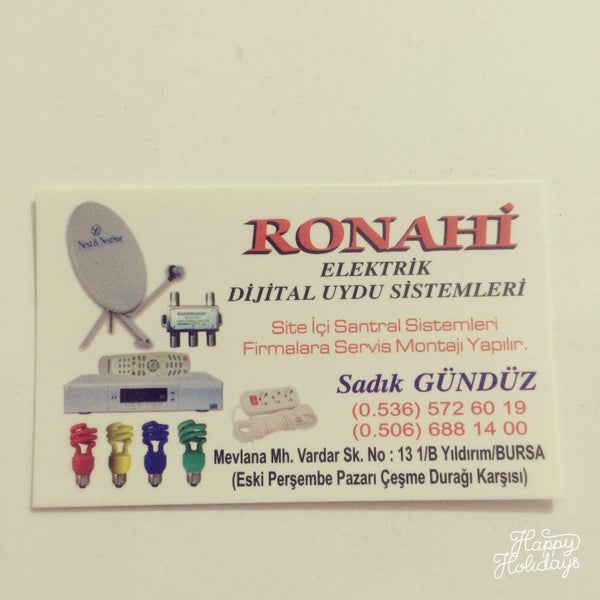 RONAHİ
ELEKTRİK
DİJİTAL UYDU SİSTEMLERİ
Site İçi Santral Sistemleri
Firmalara Servis Montajı Yapılır.
Sadık GÜNDÜZ
(0.536) 572 60 19
(0.506) 688 14 00
Mevlana Mh. Vardar Sk. No : 13 1/B Yıldırım/BURSA
(Eski Perşembe Pazarı Çeşme Durağı Karşısı)
Next & NextStar
GoldMaster
Happy
Holidays